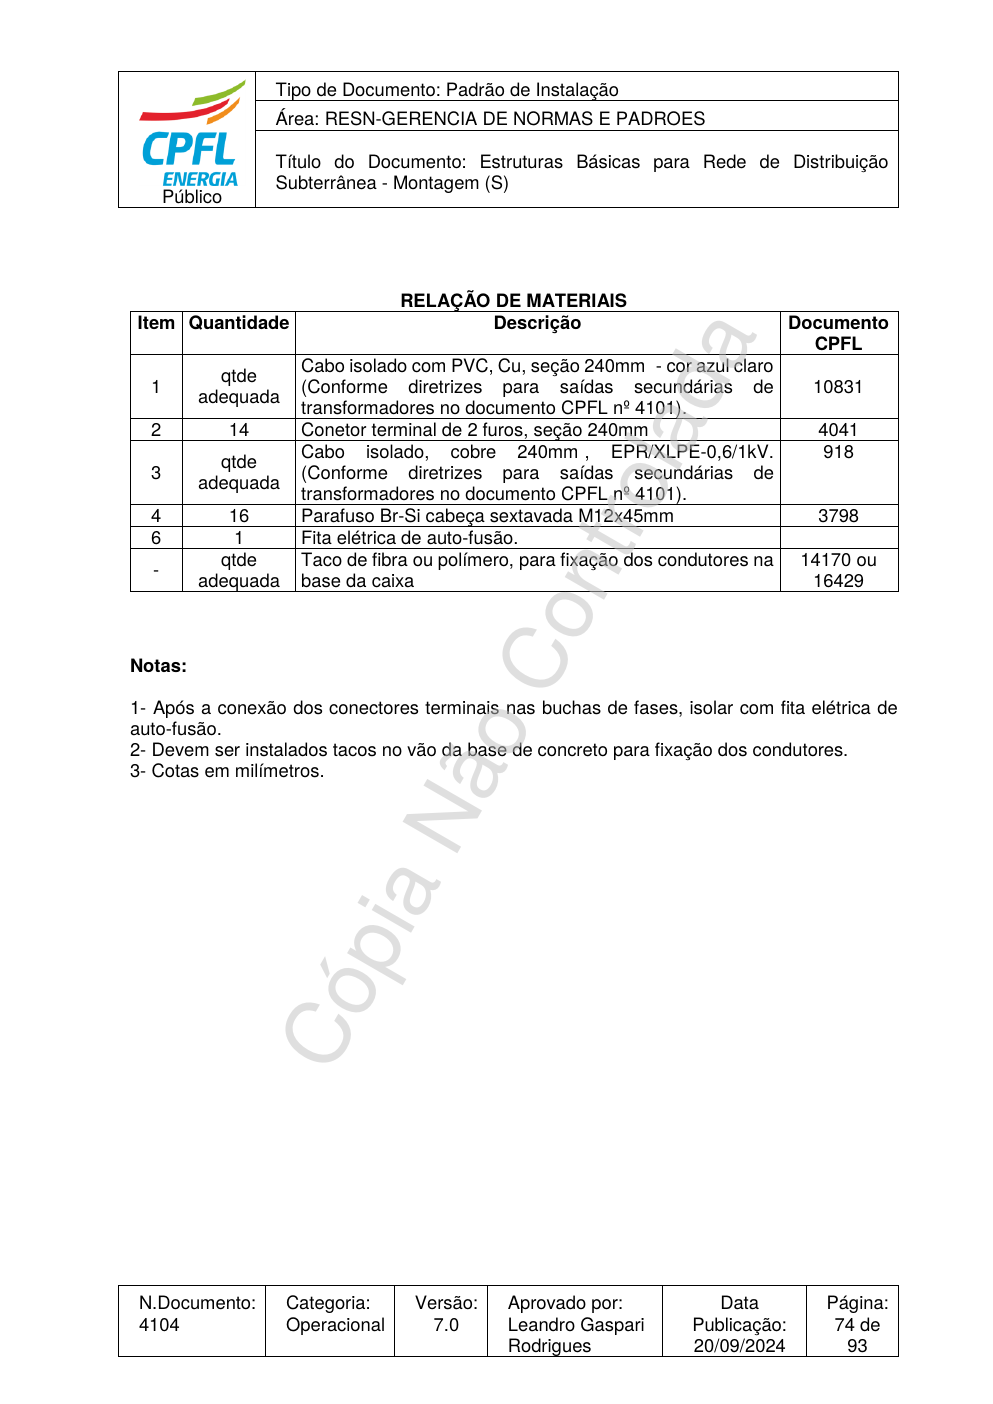 CPFL
ENERGIA
Público
Tipo de Documento: Padrão de Instalação
Área: RESN-GERENCIA DE NORMAS E PADROES
Título do Documento: Estruturas Básicas para Rede de Distribuição
Subterrânea - Montagem (S)
RELAÇÃO DE MATERIAIS
Item Quantidade Descrição Documento
CPFL
1 qtde
adequada
Cabo isolado com PVC, Cu, seção 240mm - cor azul claro
(Conforme diretrizes para saídas secundárias de
transformadores no documento CPFL nº 4101).
10831
2 14 Conetor terminal de 2 furos, seção 240mm 4041
3 qtde
adequada
Cabo isolado, cobre 240mm , EPR/XLPE-0,6/1kV.
(Conforme diretrizes para saídas secundárias de
transformadores no documento CPFL nº 4101).
918
4 16 Parafuso Br-Si cabeça sextavada M12x45mm 3798
6 1 Fita elétrica de auto-fusão.
- qtde
adequada
Taco de fibra ou polímero, para fixação dos condutores na
base da caixa
14170 ou
16429
Notas:
1- Após a conexão dos conectores terminais nas buchas de fases, isolar com fita elétrica de
auto-fusão.
2- Devem ser instalados tacos no vão da base de concreto para fixação dos condutores.
3- Cotas em milímetros.
Cópia Não Controlada
N.Documento:
4104
Categoria:
Operacional
Versão:
7.0
Aprovado por:
Leandro Gaspari
Rodrigues
Data
Publicação:
20/09/2024
Página:
74 de
93